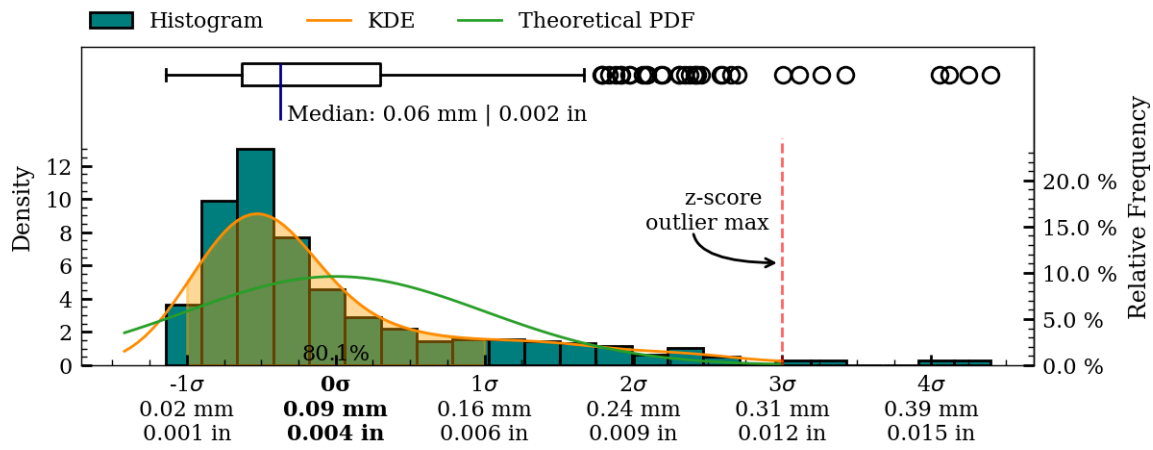 Histogram KDE Theoretical PDF
Median: 0.06 mm | 0.002 in
Density
12
10
8
6
4
2
0
z-score
outlier max
80.1%
Relative Frequency
20.0 %
15.0 %
10.0 %
5.0 %
0.0 %
-1σ 0σ 1σ 2σ 3σ 4σ
0.02 mm 0.09 mm 0.16 mm 0.24 mm 0.31 mm 0.39 mm
0.001 in 0.004 in 0.006 in 0.009 in 0.012 in 0.015 in